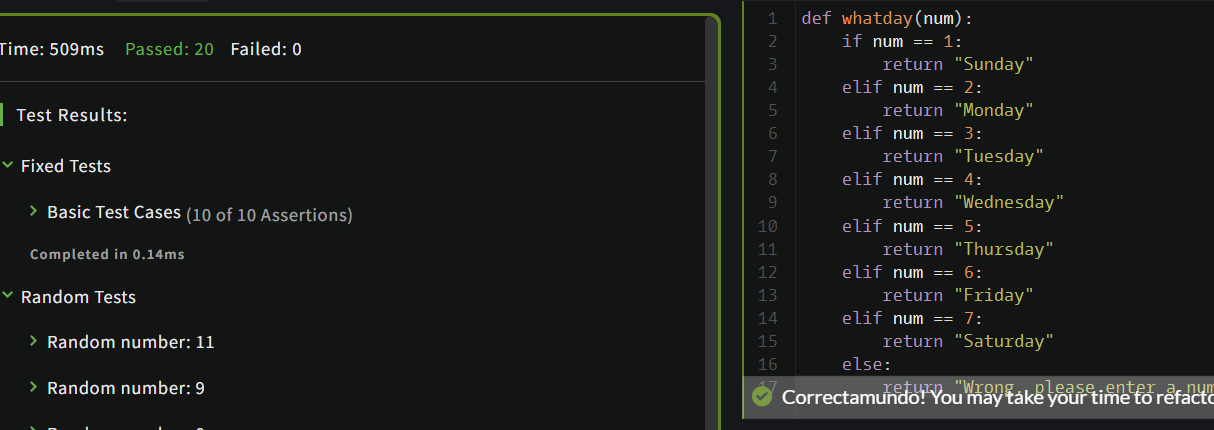 Time: 509ms Passed: 20 Failed: 0
Test Results:
Fixed Tests
Basic Test Cases (10 of 10 Assertions)
Completed in 0.14ms
Random Tests
Random number: 11
Random number: 9
1 def whatday(num):
2 if num == 1:
3 return "Sunday"
4 elif num == 2:
5 return "Monday"
6 elif num == 3:
7 return "Tuesday"
8 elif num == 4:
9 return "Wednesday"
10 elif num == 5:
11 return "Thursday"
12 elif num == 6:
13 return "Friday"
14 elif num == 7:
15 return "Saturday"
16 else:
17 return "Wrong, please enter a num
Correctamundo! You may take your time to refacto